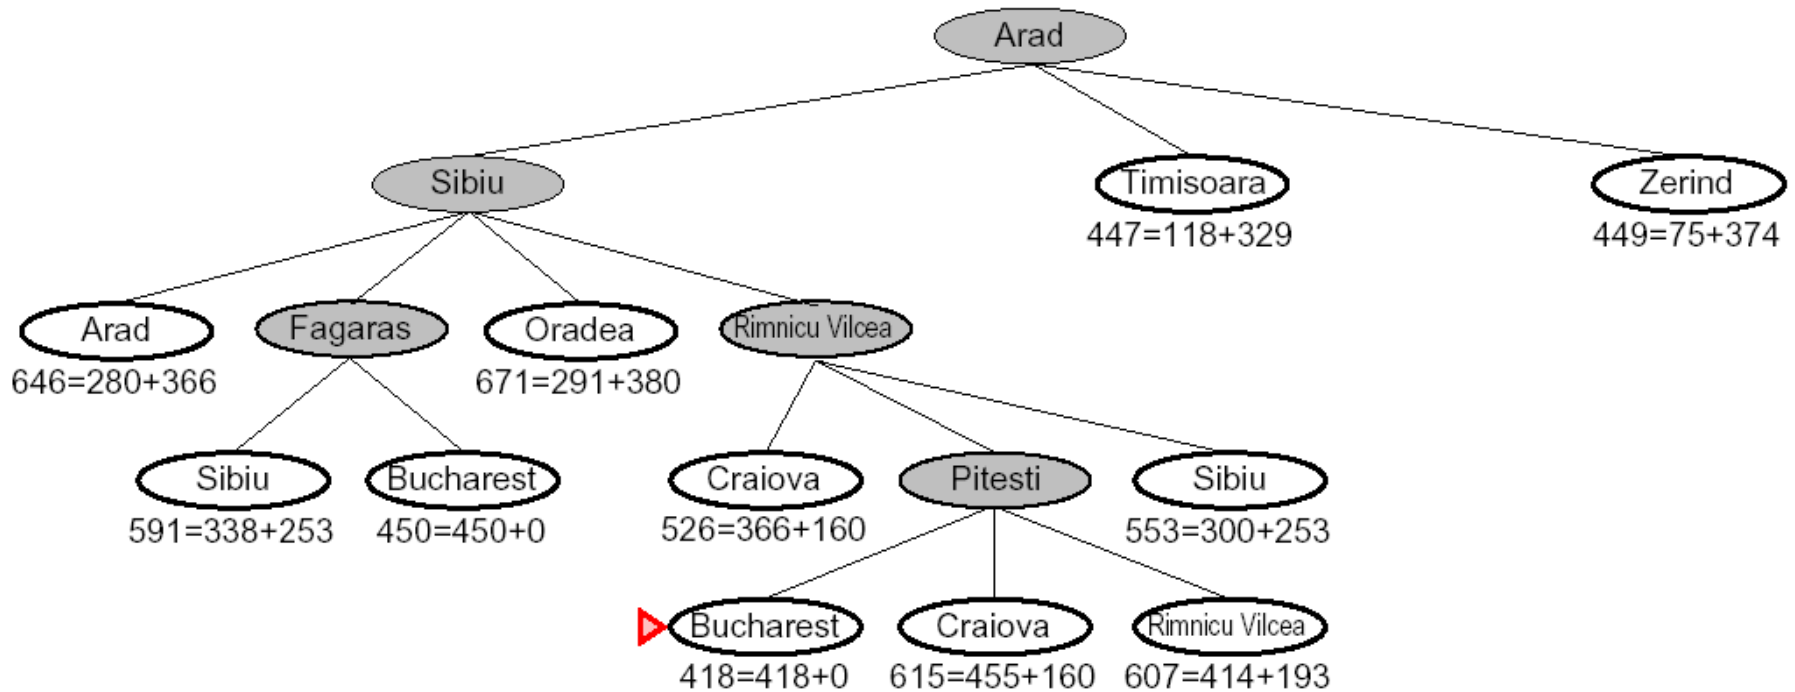 Arad
Sibiu
Timisoara
Zerind
447=118+329
449=75+374
Arad
Fagaras
Oradea
Rimnicu Vilcea
646=280+366
671=291+380
Sibiu
Bucharest
Craiova
Pitesti
Sibiu
591=338+253
450=450+0
526=366+160
553=300+253
Bucharest
Craiova
Rimnicu Vilcea
418=418+0
615=455+160
607=414+193